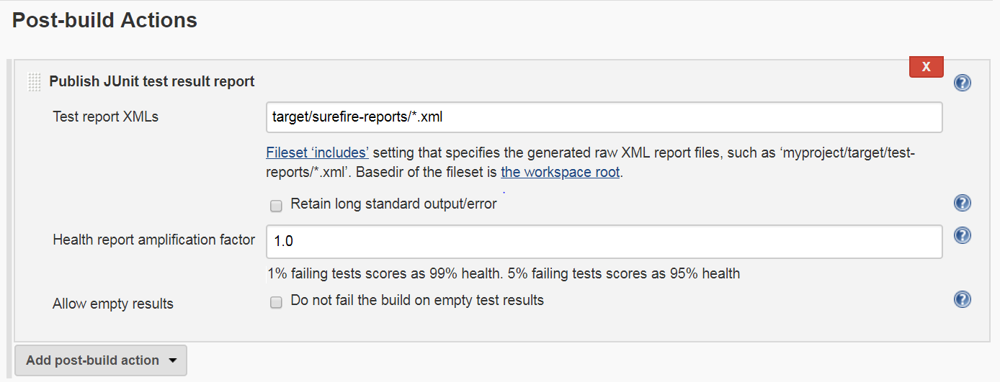 Post-build Actions
X
Publish JUnit test result report
?
Test report XMLs
target/surefire-reports/*.xml
Fileset ‘includes’ setting that specifies the generated raw XML report files, such as ‘myproject/target/test-
reports/*.xml’. Basedir of the fileset is the workspace root.
Retain long standard output/error
?
Health report amplification factor
1.0
?
1% failing tests scores as 99% health. 5% failing tests scores as 95% health
Allow empty results
Do not fail the build on empty test results
?
Add post-build action